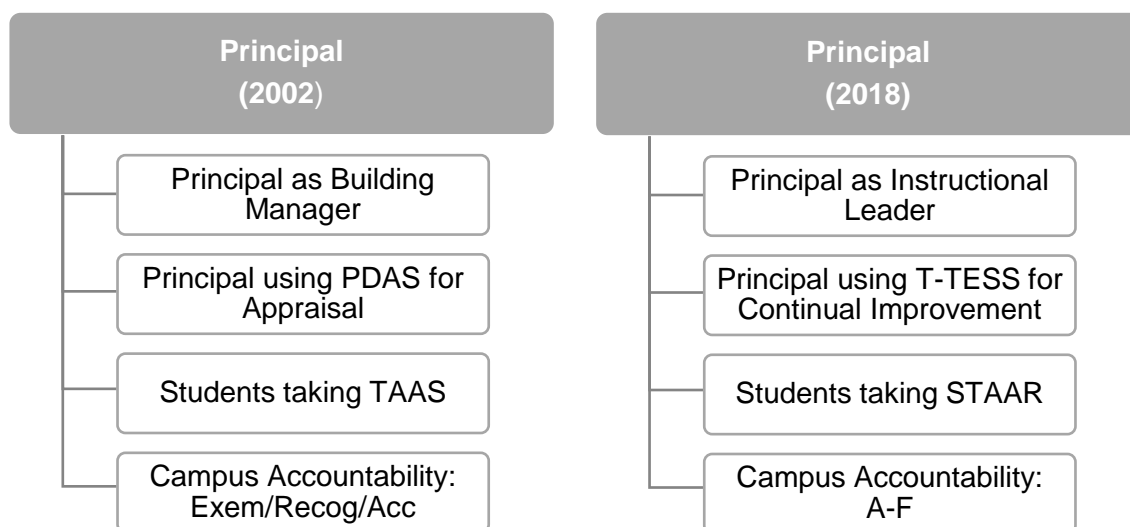 Principal
(2002)
Principal as Building
Manager
Principal using PDAS for
Appraisal
Students taking TAAS
Campus Accountability:
Exem/Recog/Acc
Principal
(2018)
Principal as Instructional
Leader
Principal using T-TESS for
Continual Improvement
Students taking STAAR
Campus Accountability:
A-F